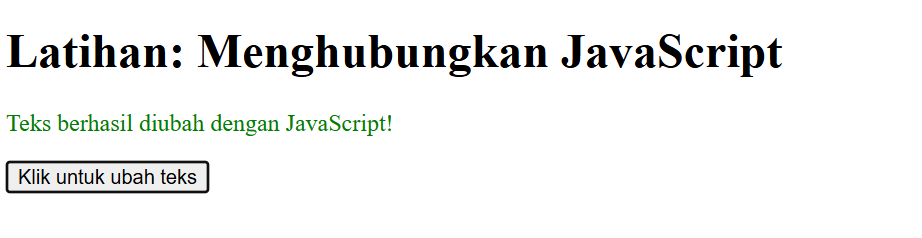 Latihan: Menghubungkan JavaScript
Teks berhasil diubah dengan JavaScript!
Klik untuk ubah teks